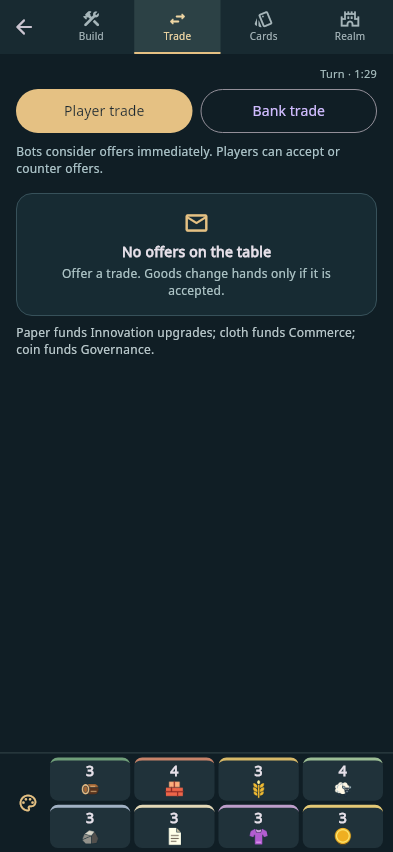 Build
Trade
Cards
Realm
Turn · 1:29
Player trade
Bank trade
Bots consider offers immediately. Players can accept or
counter offers.
No offers on the table
Offer a trade. Goods change hands only if it is
accepted.
Paper funds Innovation upgrades; cloth funds Commerce;
coin funds Governance.
3
4
3
4
3
3
3
3